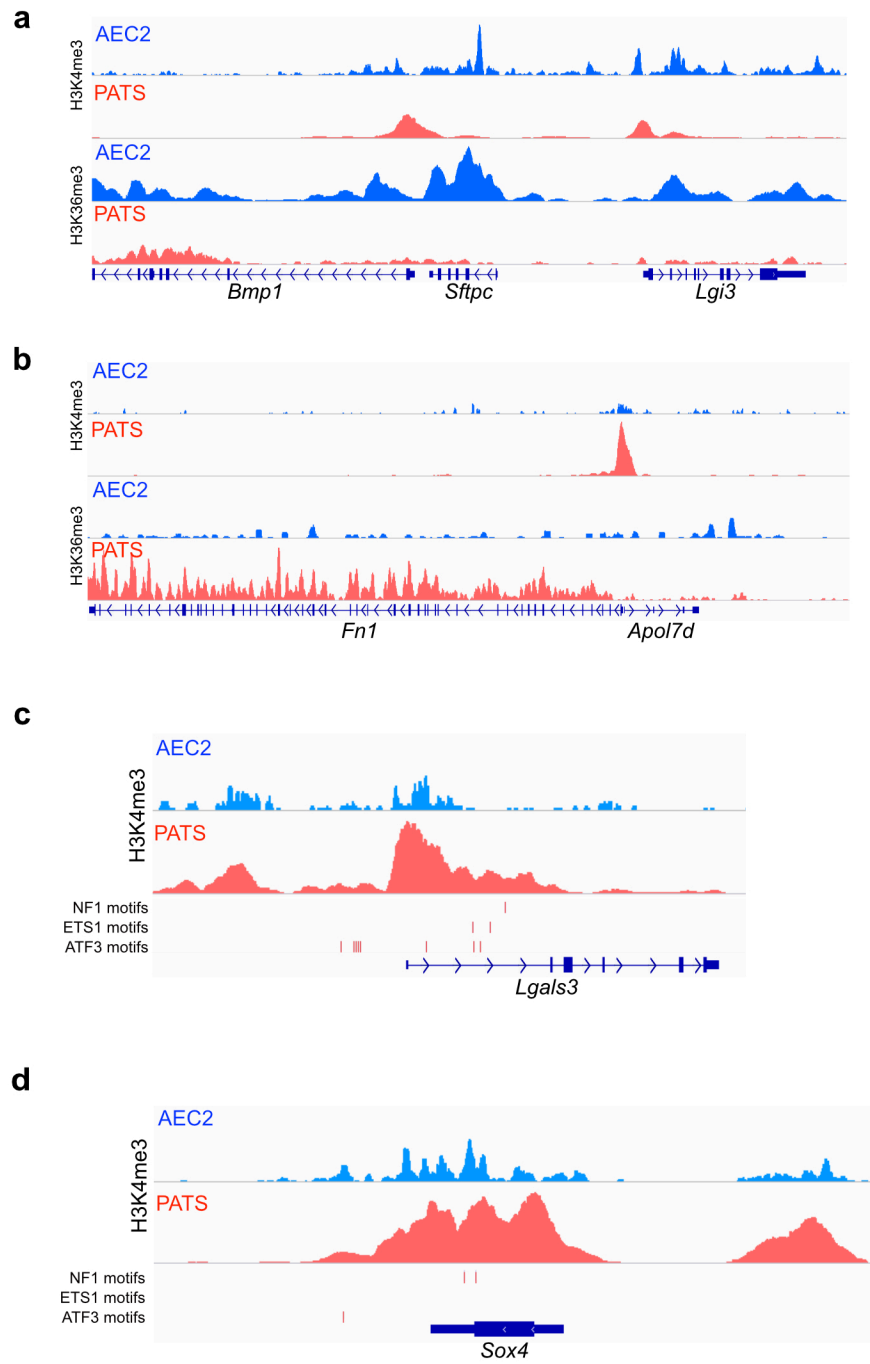 a
H3K4me3
AEC2
PATS
H3K36me3
AEC2
PATS
Bmp1 Sftpc Lgi3
b
H3K4me3
AEC2
PATS
H3K36me3
AEC2
PATS
Fn1 Apol7d
c
H3K4me3
AEC2
PATS
NF1 motifs
ETS1 motifs
ATF3 motifs
Lgals3
d
H3K4me3
AEC2
PATS
NF1 motifs
ETS1 motifs
ATF3 motifs
Sox4